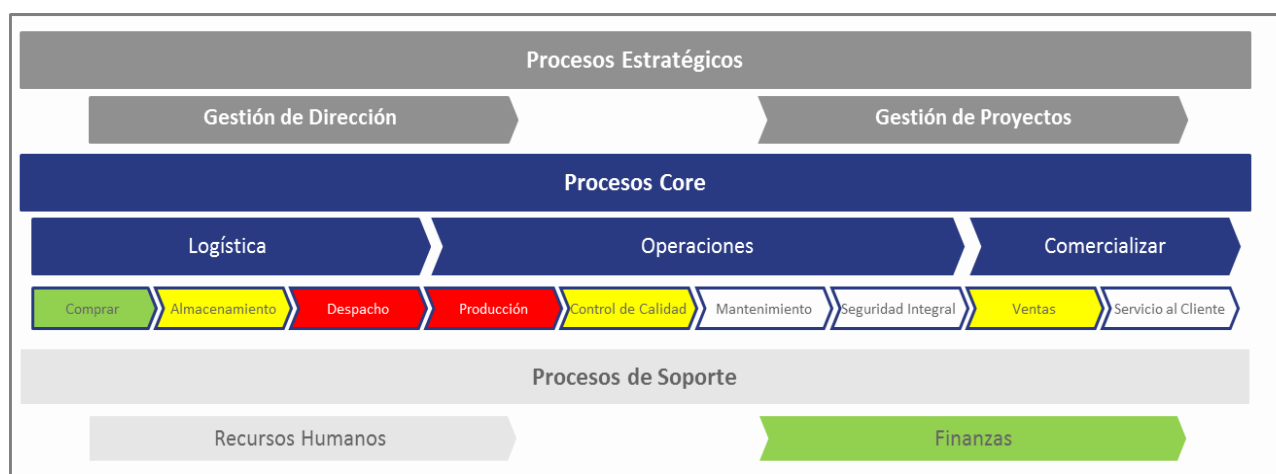 Procesos Estratégicos
Gestión de Dirección
Gestión de Proyectos
Procesos Core
Logística
Operaciones
Comercializar
Comprar
Almacenamiento
Despacho
Producción
Control de Calidad
Mantenimiento
Seguridad Integral
Ventas
Servicio al Cliente
Procesos de Soporte
Recursos Humanos
Finanzas